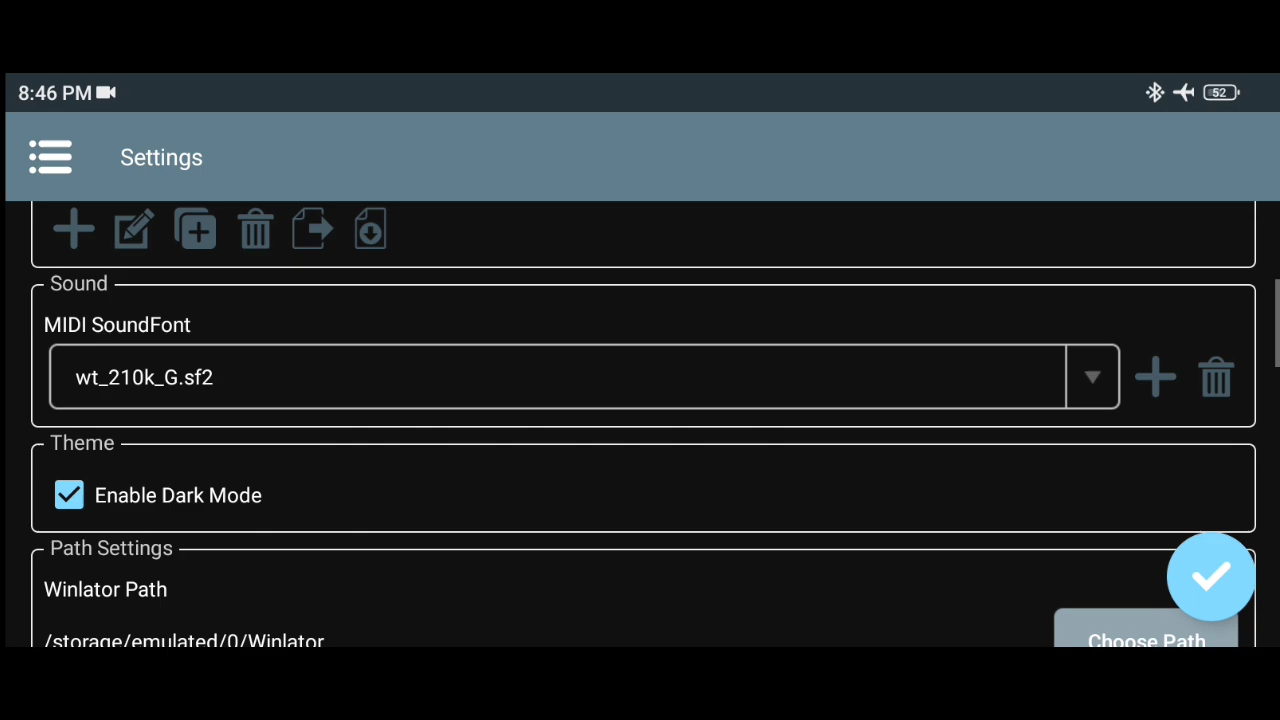 8:46 PM
52
Settings
Sound
MIDI SoundFont
wt_210k_G.sf2
Theme
Enable Dark Mode
Path Settings
Winlator Path
/storage/emulated/0/Winlator
Choose Path